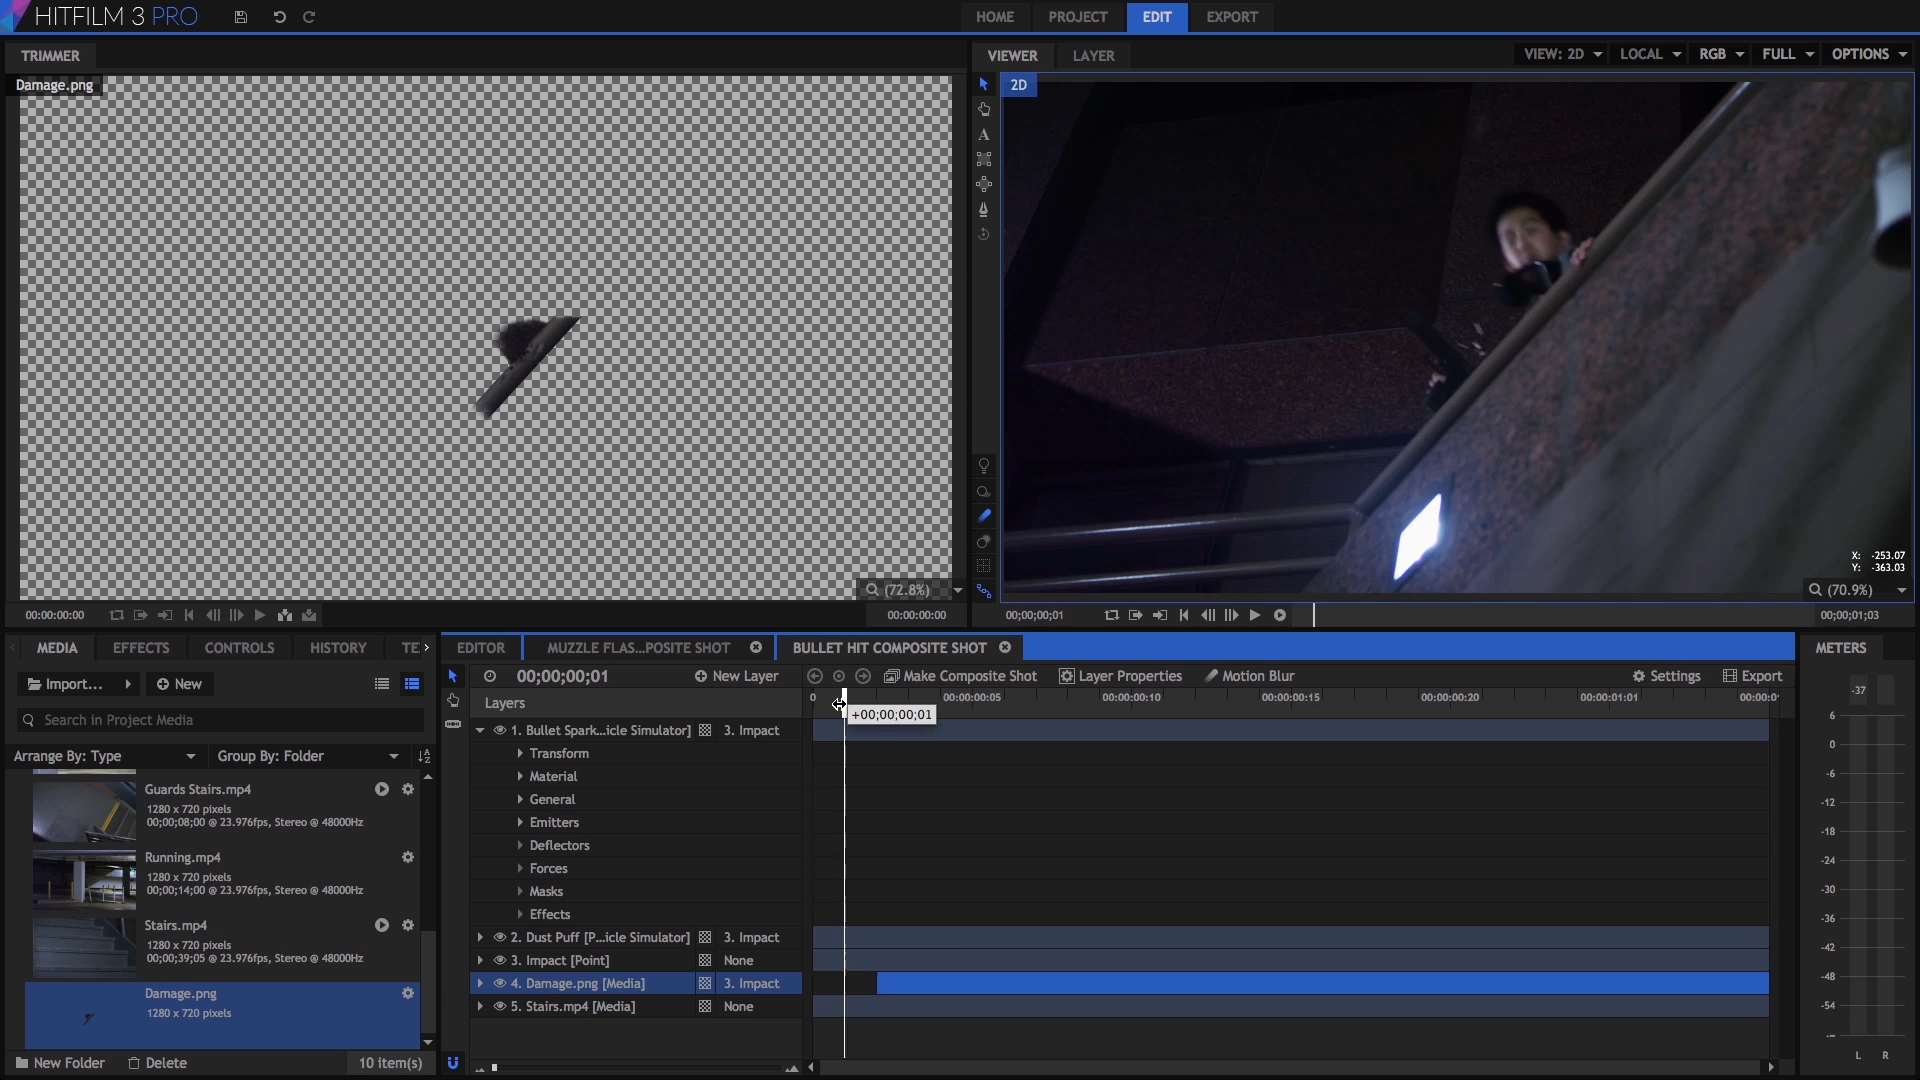 HITFILM 3 PRO
HOME PROJECT EDIT EXPORT
TRIMMER
Damage.png
(72.8%)
00:00:00:00 00:00:00:00
VIEWER LAYER VIEW: 2D LOCAL RGB FULL OPTIONS
2D
A
X: -253.07
Y: -363.03
(70.9%)
00;00;00;01 00;00;01;03
MEDIA EFFECTS CONTROLS HISTORY TE
Import... New
Search in Project Media
Arrange By: Type Group By: Folder
Guards Stairs.mp4
1280 x 720 pixels
00;00;08;00 @ 23.976fps, Stereo @ 48000Hz
Running.mp4
1280 x 720 pixels
00;00;14;00 @ 23.976fps, Stereo @ 48000Hz
Stairs.mp4
1280 x 720 pixels
00;00;39;05 @ 23.976fps, Stereo @ 48000Hz
Damage.png
1280 x 720 pixels
New Folder Delete 10 item(s)
EDITOR MUZZLE FLAS...POSITE SHOT BULLET HIT COMPOSITE SHOT
00;00;00;01 New Layer Make Composite Shot Layer Properties Motion Blur Settings Export
Layers
0 00:00:00:05 00:00:00:10 00:00:00:15 00:00:00:20 00:00:01:01 00:00:0
+00;00;00;01
1. Bullet Spark...icle Simulator] 3. Impact
Transform
Material
General
Emitters
Deflectors
Forces
Masks
Effects
2. Dust Puff [P...icle Simulator] 3. Impact
3. Impact [Point] None
4. Damage.png [Media] 3. Impact
5. Stairs.mp4 [Media] None
METERS
-37
6
0
-6
-12
-18
-24
-30
-36
-42
-48
-54
L R